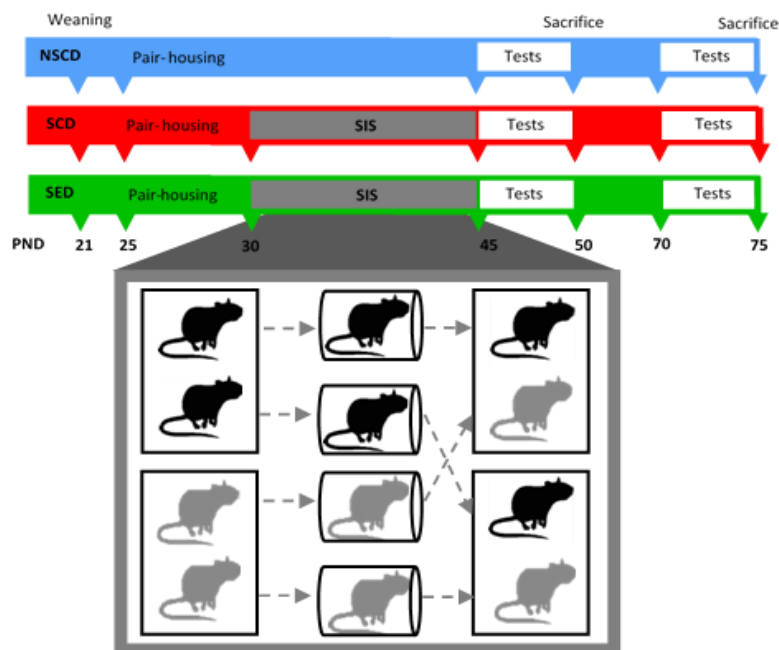 Weaning Sacrifice Sacrifice
NSCD Pair-housing Tests Tests
SCD Pair-housing SIS Tests Tests
SED Pair-housing SIS Tests Tests
PND 21 25 30 45 50 70 75